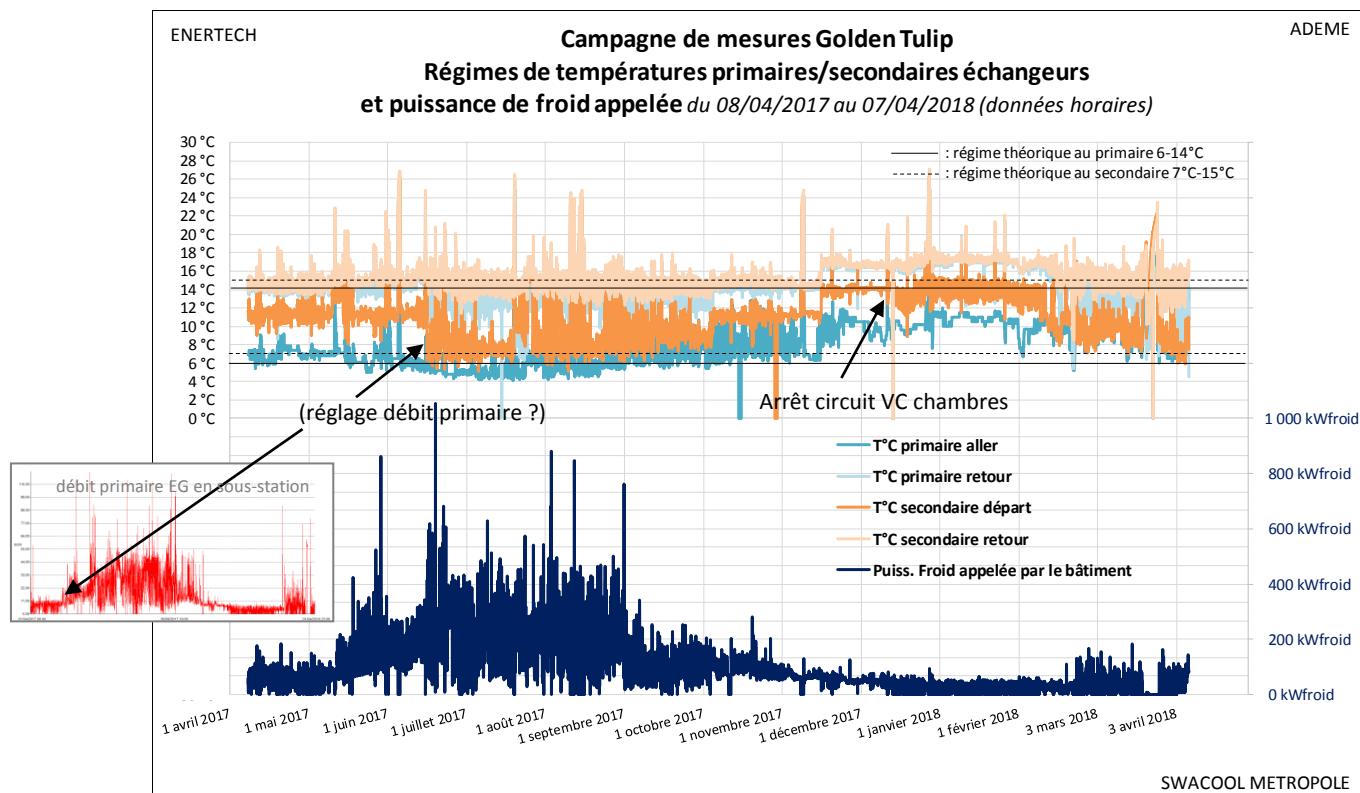 ENERTECH
ADEME
Campagne de mesures Golden Tulip
Régimes de températures primaires/secondaires échangeurs
et puissance de froid appelée du 08/04/2017 au 07/04/2018 (données horaires)
30 °C
28 °C
26 °C
24 °C
22 °C
20 °C
18 °C
16 °C
14 °C
12 °C
10 °C
8 °C
6 °C
4 °C
2 °C
0 °C
: régime théorique au primaire 6-14°C
: régime théorique au secondaire 7°C-15°C
(réglage débit primaire ?)
Arrêt circuit VC chambres
débit primaire EG en sous-station
T°C primaire aller
T°C primaire retour
T°C secondaire départ
T°C secondaire retour
Puiss. Froid appelée par le bâtiment
1 000 kWfroid
800 kWfroid
600 kWfroid
400 kWfroid
200 kWfroid
0 kWfroid
1 avril 2017
1 mai 2017
1 juin 2017
1 juillet 2017
1 août 2017
1 septembre 2017
1 octobre 2017
1 novembre 2017
1 décembre 2017
1 janvier 2018
1 février 2018
3 mars 2018
3 avril 2018
SWACOOL METROPOLE